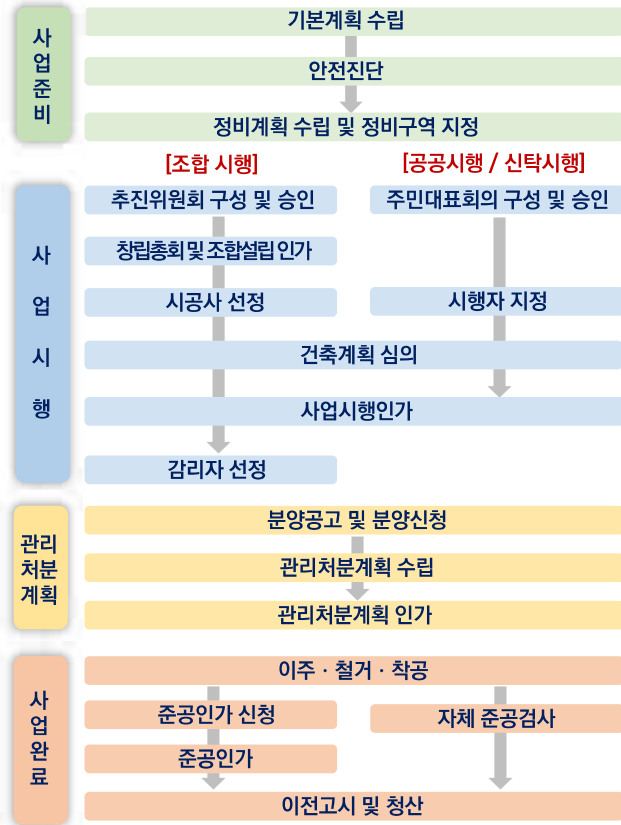 사업준비
기본계획 수립
안전진단
정비계획 수립 및 정비구역 지정
[조합 시행]
[공공시행 / 신탁시행]
사업시행
추진위원회 구성 및 승인
주민대표회의 구성 및 승인
창립총회 및 조합설립 인가
시공사 선정
시행자 지정
건축계획 심의
사업시행인가
감리자 선정
관리
처분
계획
분양공고 및 분양신청
관리처분계획 수립
관리처분계획 인가
사업완료
이주 · 철거 · 착공
준공인가 신청
자체 준공검사
준공인가
이전고시 및 청산